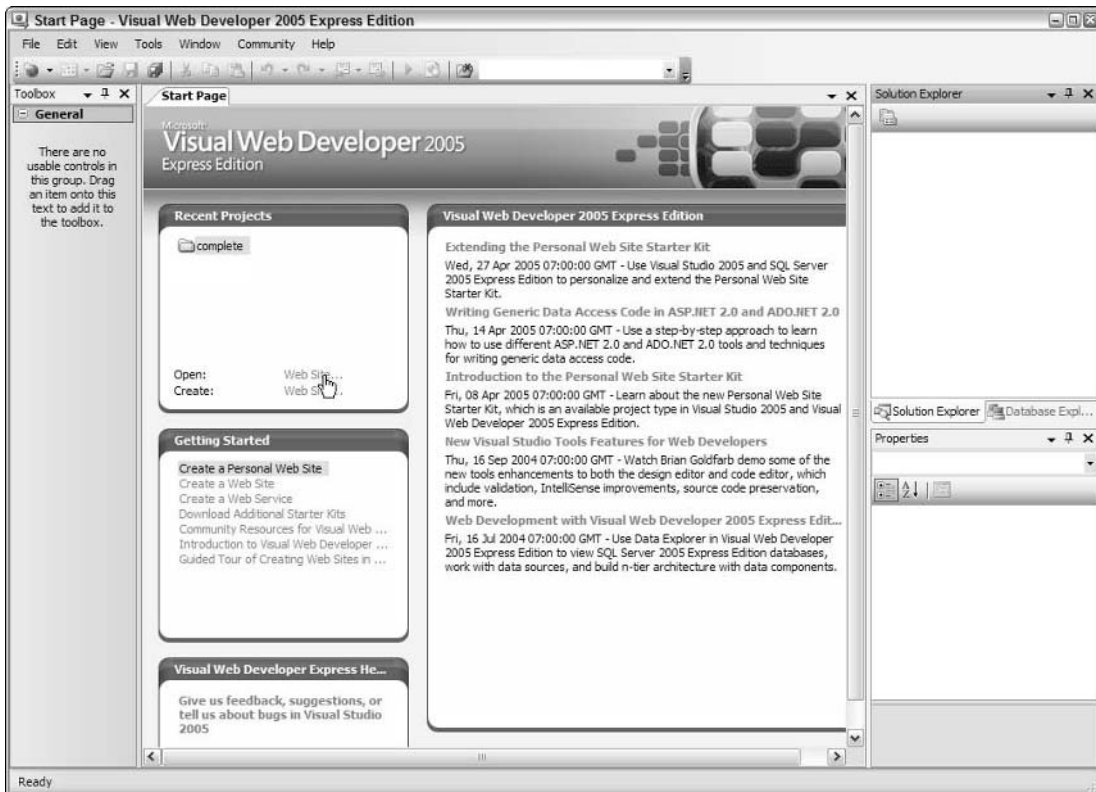 Start Page - Visual Web Developer 2005 Express Edition
File Edit View Tools Window Community Help
Toolbox
General
There are no
usable controls in
this group. Drag
an item onto this
text to add it to
the toolbox.
Start Page
Microsoft
Visual Web Developer 2005
Express Edition
Recent Projects
complete
Open: Web Site...
Create: Web
Getting Started
Create a Personal Web Site
Create a Web Site
Create a Web Service
Download Additional Starter Kits
Community Resources for Visual Web ...
Introduction to Visual Web Developer ...
Guided Tour of Creating Web Sites in ...
Visual Web Developer Express He...
Give us feedback, suggestions, or
tell us about bugs in Visual Studio
2005
Visual Web Developer 2005 Express Edition
Extending the Personal Web Site Starter Kit
Wed, 27 Apr 2005 07:00:00 GMT - Use Visual Studio 2005 and SQL Server
2005 Express Edition to personalize and extend the Personal Web Site
Starter Kit.
Writing Generic Data Access Code in ASP.NET 2.0 and ADO.NET 2.0
Thu, 14 Apr 2005 07:00:00 GMT - Use a step-by-step approach to learn
how to use different ASP.NET 2.0 and ADO.NET 2.0 tools and techniques
for writing generic data access code.
Introduction to the Personal Web Site Starter Kit
Fri, 08 Apr 2005 07:00:00 GMT - Learn about the new Personal Web Site
Starter Kit, which is an available project type in Visual Studio 2005 and Visual
Web Developer 2005 Express Edition.
New Visual Studio Tools Features for Web Developers
Thu, 16 Sep 2004 07:00:00 GMT - Watch Brian Goldfarb demo some of the
new tools enhancements to both the design editor and code editor, which
include validation, IntelliSense improvements, source code preservation,
and more.
Web Development with Visual Web Developer 2005 Express Edit...
Fri, 16 Jul 2004 07:00:00 GMT - Use Data Explorer in Visual Web Developer
2005 Express Edition to view SQL Server 2005 Express Edition databases,
work with data sources, and build n-tier architecture with data components.
Solution Explorer
Solution Explorer Database Expl...
Properties
Ready